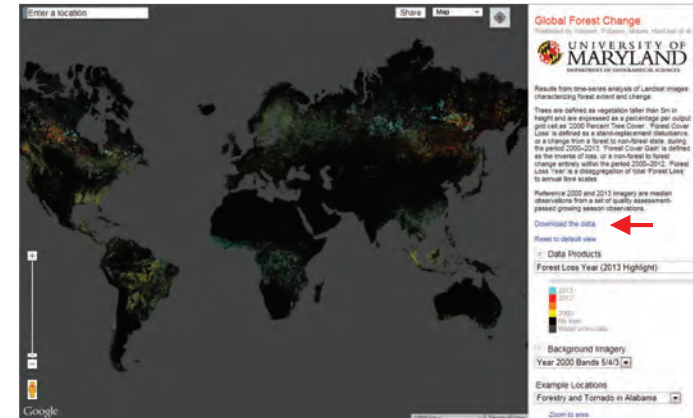 Enter a location
Share
Map
Global Forest Change
Published by Hansen, Potapov, Moore, Hancher et al.
UNIVERSITY OF
MARYLAND
DEPARTMENT OF GEOGRAPHICAL SCIENCES
Results from time-series analysis of Landsat images
characterizing forest extent and change.
Trees are defined as vegetation taller than 5m in
height and are expressed as a percentage per output
grid cell as '2000 Percent Tree Cover'. 'Forest Cover
Loss' is defined as a stand-replacement disturbance,
or a change from a forest to non-forest state, during
the period 2000–2013. 'Forest Cover Gain' is defined
as the inverse of loss, or a non-forest to forest
change entirely within the period 2000–2012. 'Forest
Loss Year' is a disaggregation of total 'Forest Loss'
to annual time scales.
Reference 2000 and 2013 imagery are median
observations from a set of quality assessment-
passed growing season observations.
Download the data
Reset to default view
Data Products
Forest Loss Year (2013 Highlight)
2013
2012
2000
No loss
Water or no data
Background Imagery
Year 2000 Bands 5/4/3
Example Locations
Forestry and Tornado in Alabama
Zoom to area
Google